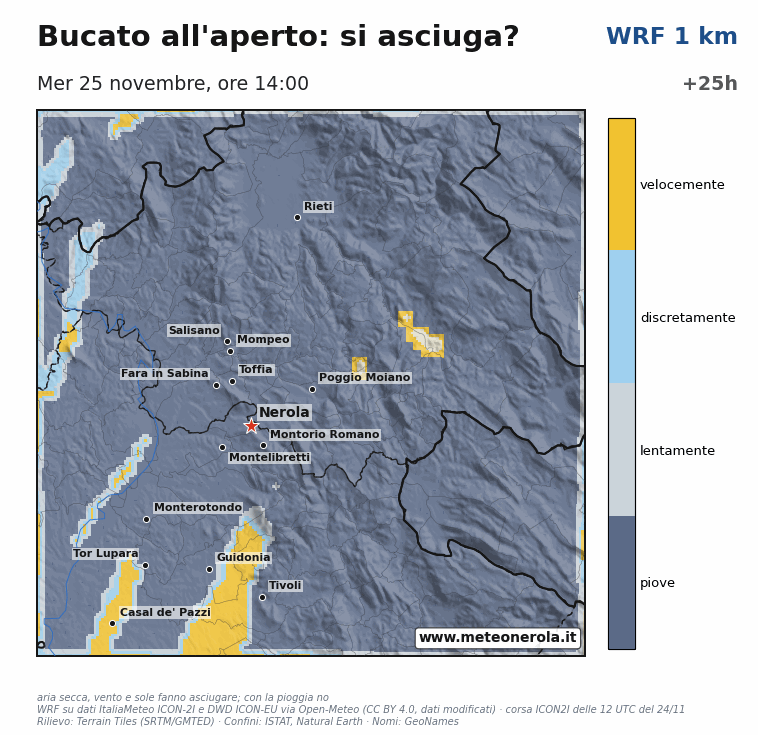 Bucato all'aperto: si asciuga?
WRF 1 km
Mer 25 novembre, ore 14:00
+25h
velocemente
discretamente
lentamente
piove
Rieti
Salisano
Mompeo
Fara in Sabina
Toffia
Poggio Moiano
Nerola
Montorio Romano
Montelibretti
Monterotondo
Tor Lupara
Guidonia
Tivoli
Casal de' Pazzi
www.meteonerola.it
aria secca, vento e sole fanno asciugare; con la pioggia no
WRF su dati ItaliaMeteo ICON-2I e DWD ICON-EU via Open-Meteo (CC BY 4.0, dati modificati) · corsa ICON2I delle 12 UTC del 24/11
Rilievo: Terrain Tiles (SRTM/GMTED) · Confini: ISTAT, Natural Earth · Nomi: GeoNames